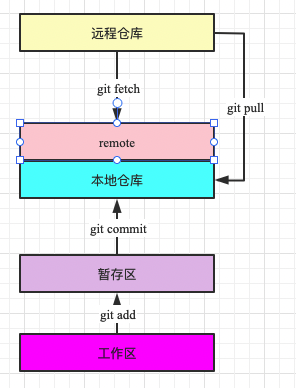 远程仓库
git fetch
git pull
remote
本地仓库
git commit
暂存区
git add
工作区